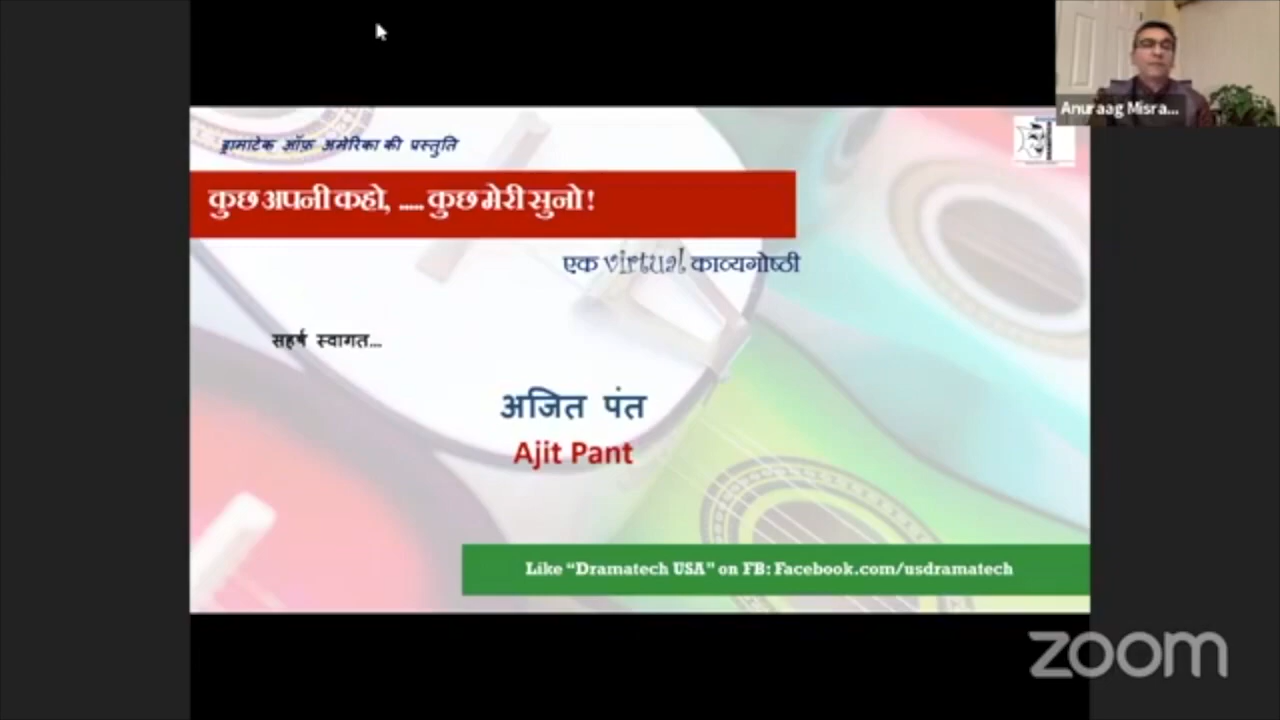 Anuraag Misra...
ड्रामाटेक ऑफ़ अमेरिका की प्रस्तुति
कुछ अपनी कहो, ..... कुछ मेरी सुनो !
एक virtual काव्यगोष्ठी
सहर्ष स्वागत...
अजित पंत
Ajit Pant
Like “Dramatech USA” on FB: Facebook.com/usdramatech
zoom